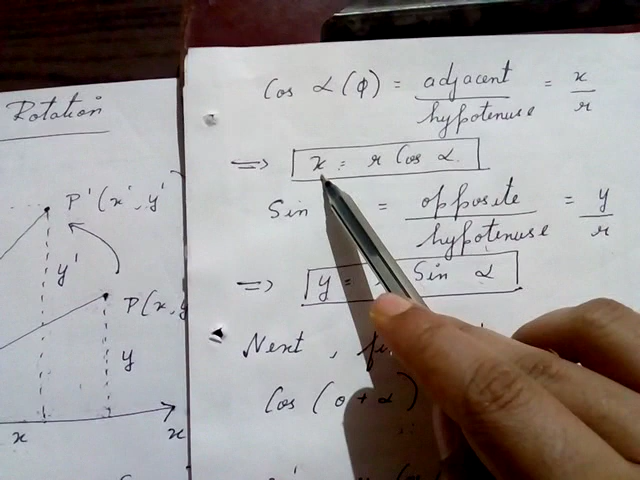 Rotation
P'(x', y'
y'
P(x, y
y
x
x
Cos α(φ) = adjacent/hypotenuse = x/r
⇒ x = r Cos α.
Sin = opposite/hypotenuse = y/r
⇒ y = Sin α
Next,
Cos (θ + α)